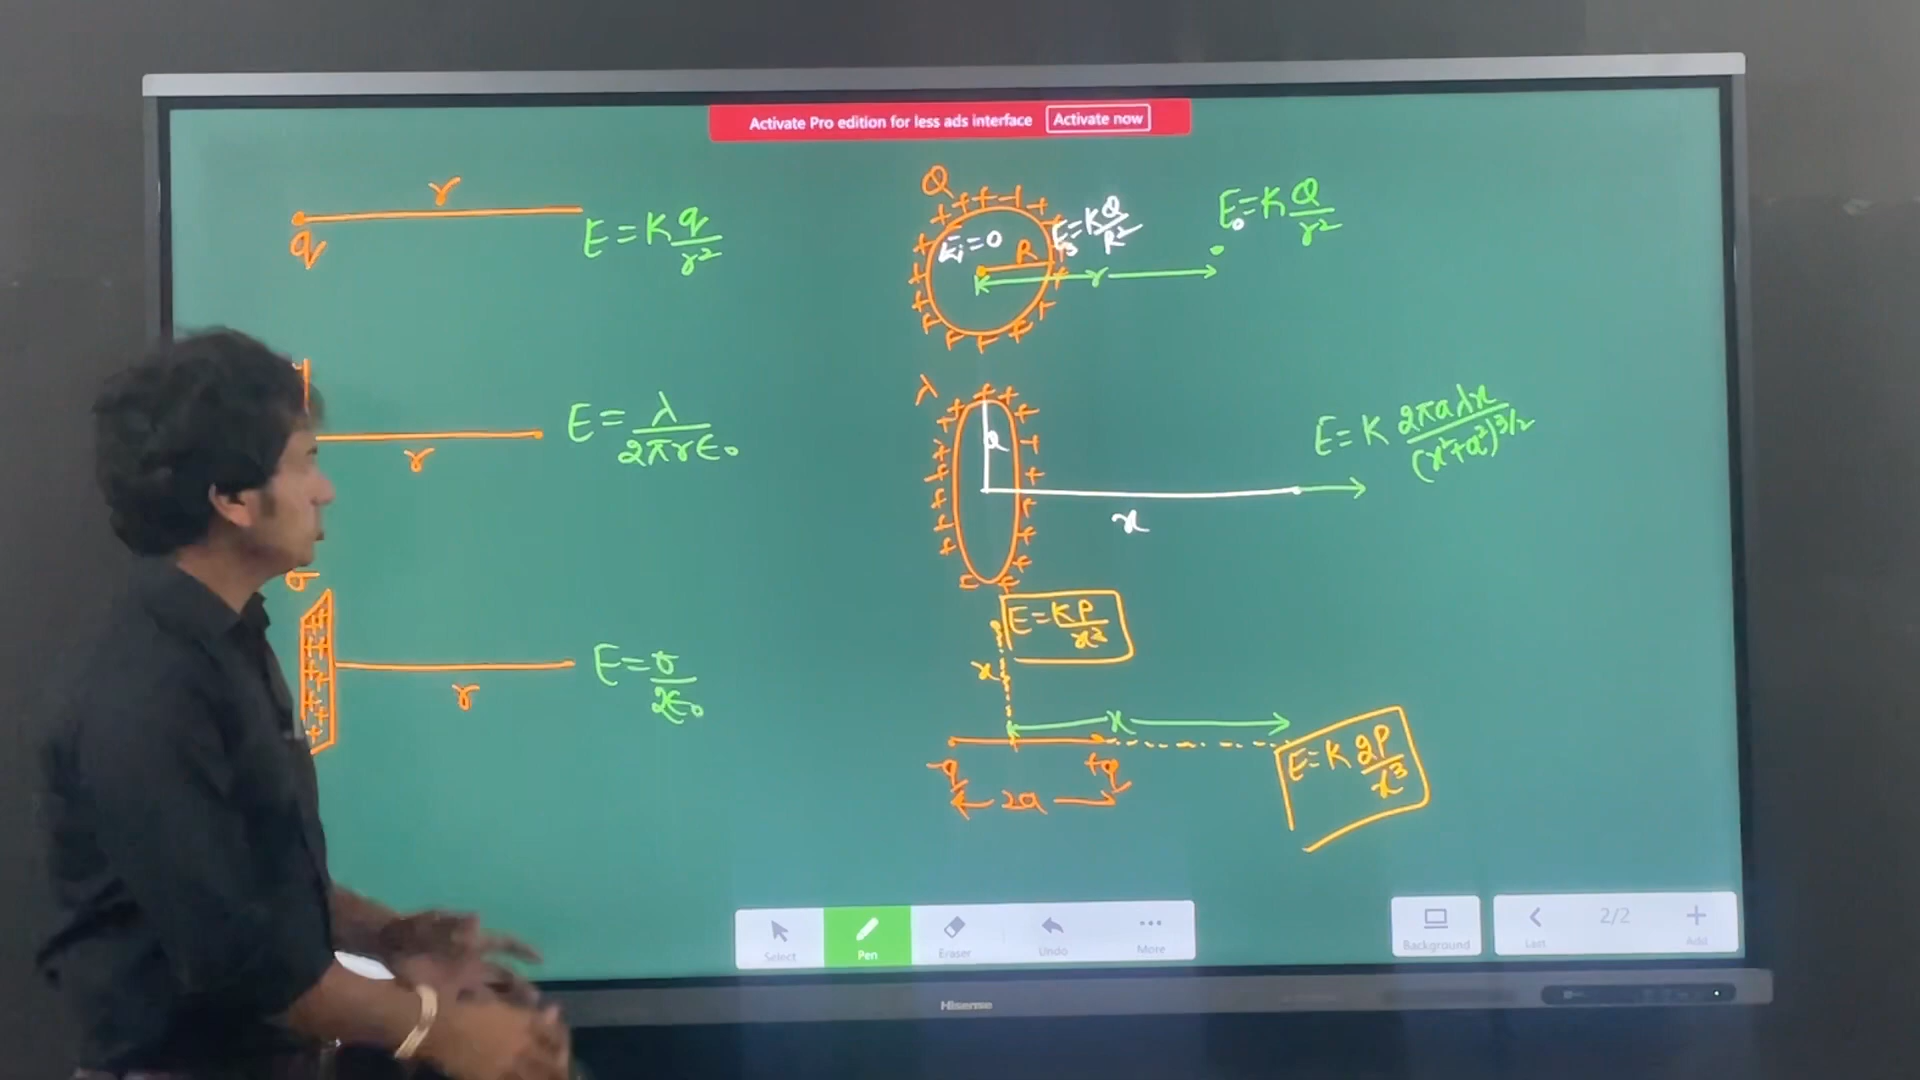 Activate Pro edition for less ads interface Activate now
r
q
E = K q/r²
r
E = λ/2πrε₀
σ
r
E = σ/2ε₀
Q
Eᵢ = 0
R
Eₛ = K Q/R²
r
E₀ = K Q/r²
λ
a
x
E = K 2πaλx/(x²+a²)^3/2
E = K P/x²
x
x
-q
+q
2a
E = K 2P/x³
Select
Pen
Eraser
Undo
More
Background
Last
2/2
Add
Hisense